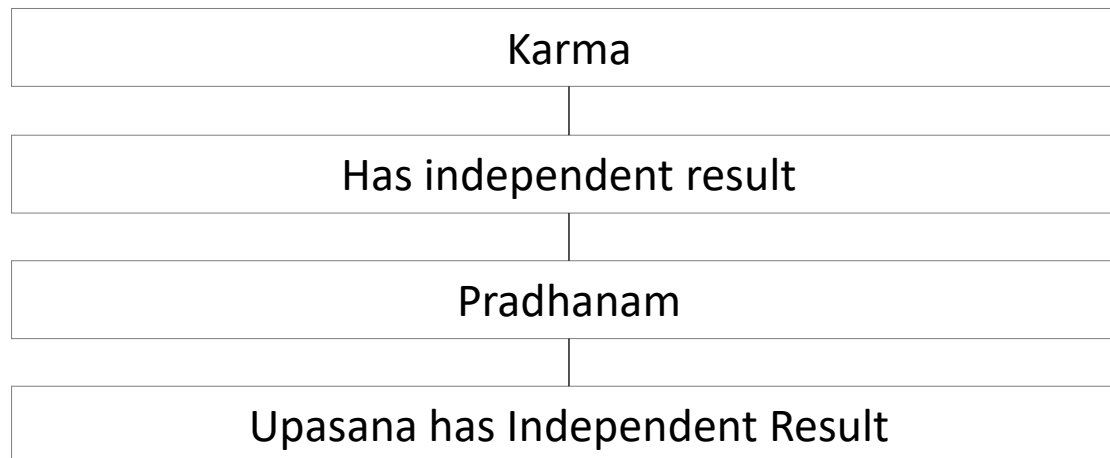 Karma
Has independent result
Pradhanam
Upasana has Independent Result